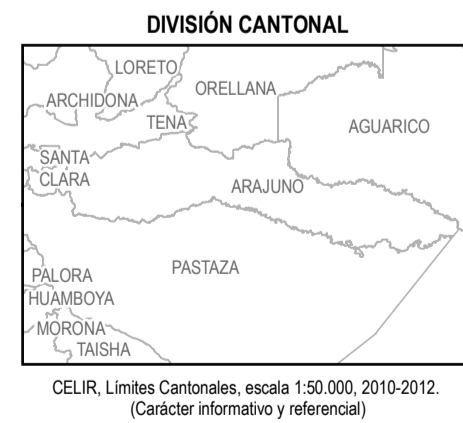 DIVISIÓN CANTONAL
LORETO
ORELLANA
ARCHIDONA
TENA
AGUARICO
SANTA
CLARA
ARAJUNO
PASTAZA
PALORA
HUAMBOYA
MORONA
TAISHA
CELIR, Límites Cantonales, escala 1:50.000, 2010-2012.
(Carácter informativo y referencial)